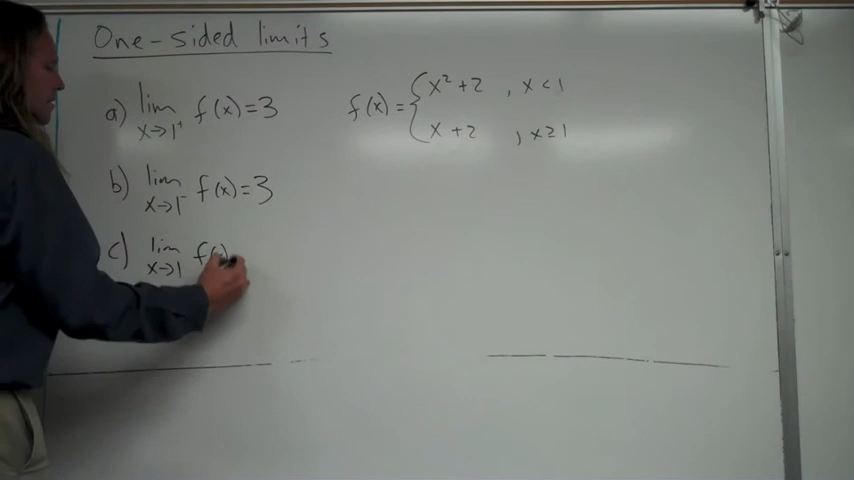 One-sided limits
a) lim x→1⁺ f(x)=3
f(x)= { x²+2 , x<1
x+2 , x≥1
b) lim x→1⁻ f(x)=3
c) lim x→1 f(